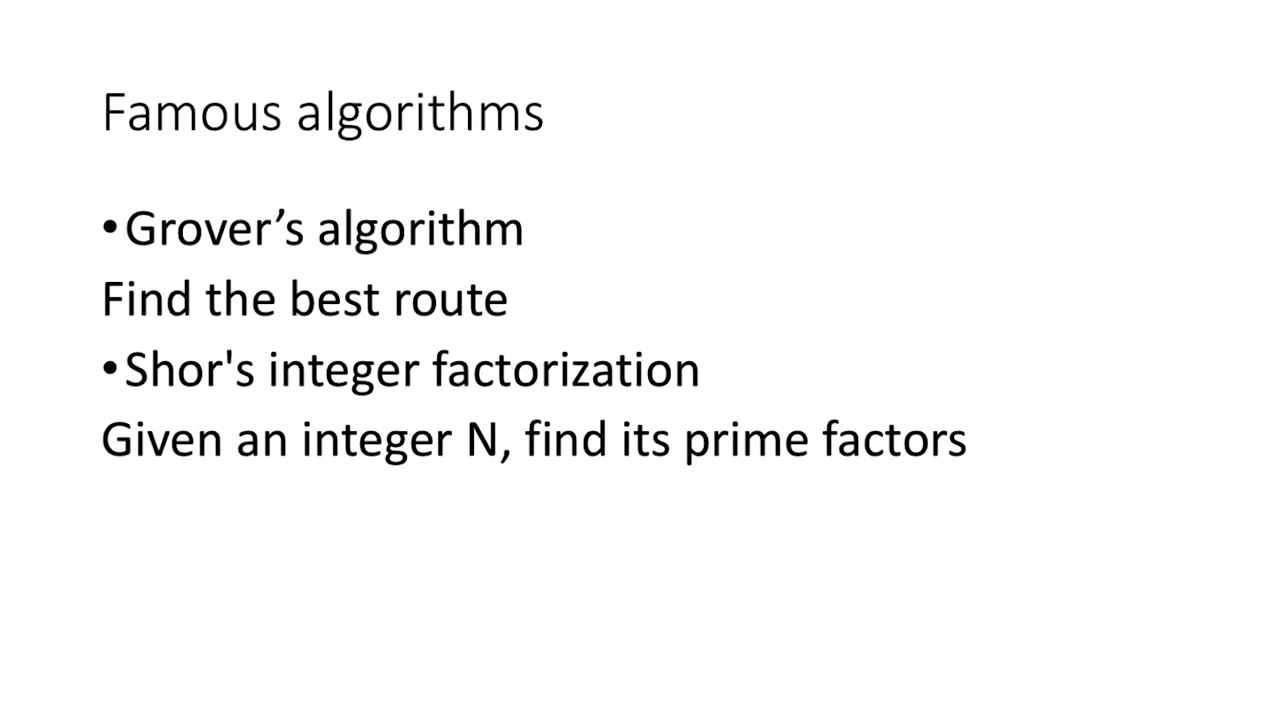 Famous algorithms
•Grover’s algorithm
Find the best route
•Shor's integer factorization
Given an integer N, find its prime factors